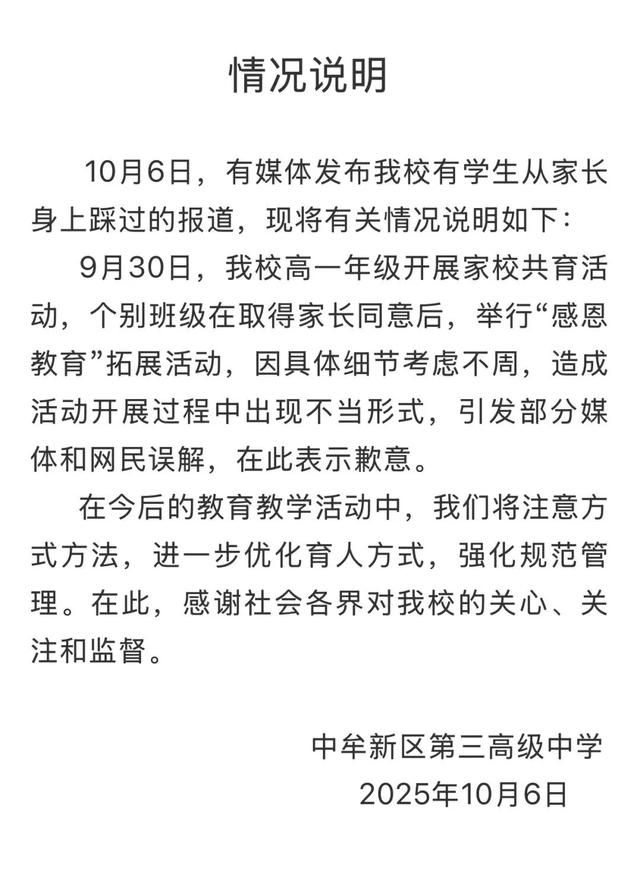 情况说明
10月6日，有媒体发布我校有学生从家长
身上踩过的报道，现将有关情况说明如下：
9月30日，我校高一年级开展家校共育活
动，个别班级在取得家长同意后，举行“感恩
教育”拓展活动，因具体细节考虑不周，造成
活动开展过程中出现不当形式，引发部分媒
体和网民误解，在此表示歉意。
在今后的教育教学活动中，我们将注意方
式方法，进一步优化育人方式，强化规范管
理。在此，感谢社会各界对我校的关心、关
注和监督。
中牟新区第三高级中学
2025年10月6日